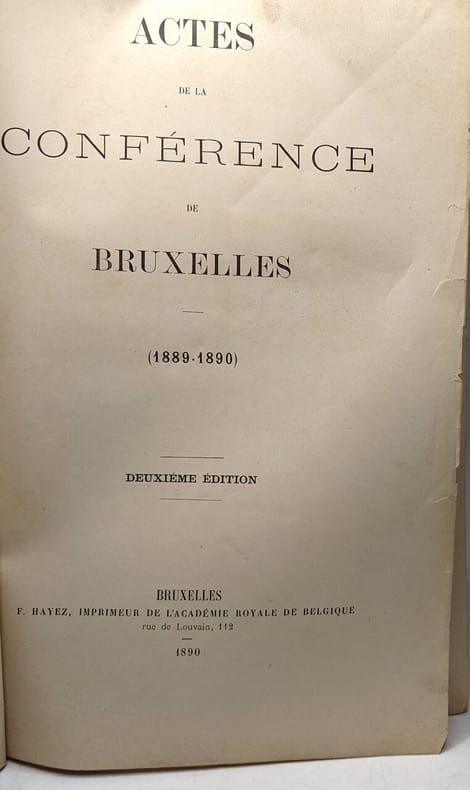 ACTES
DE LA
CONFÉRENCE
DE
BRUXELLES
(1889-1890)
DEUXIÉME ÉDITION
BRUXELLES
F. HAYEZ, IMPRIMEUR DE L'ACADÉMIE ROYALE DE BELGIQUE
rue de Louvain, 112
1890